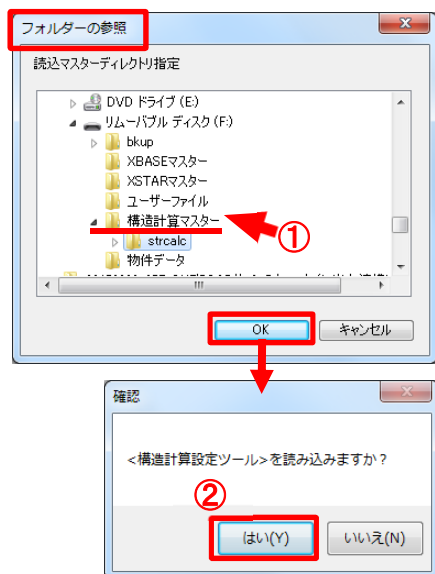 フォルダーの参照
読込マスターディレクトリ指定
DVD ドライブ (E:)
リムーバブル ディスク (F:)
bkup
XBASEマスター
XSTARマスター
ユーザーファイル
構造計算マスター
①
strcalc
物件データ
OK
キャンセル
確認
<構造計算設定ツール>を読み込みますか？
②
はい(Y)
いいえ(N)